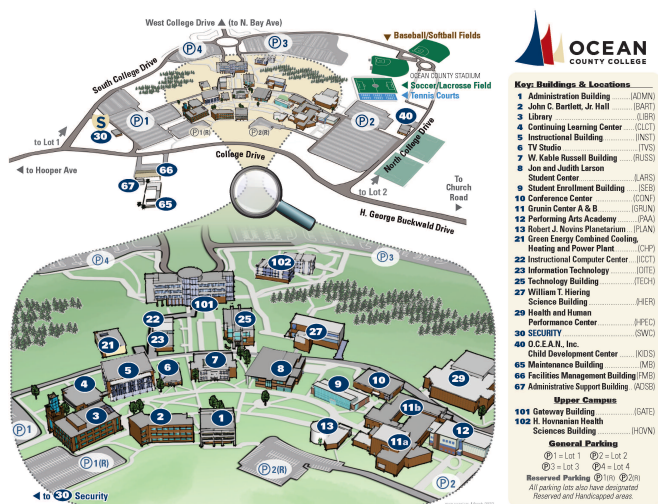 West College Drive ▲ (to N. Bay Ave)
P4
P3
Baseball/Softball Fields
South College Drive
OCEAN COUNTY STADIUM
Soccer/Lacrosse Field
Tennis Courts
S
30
P1
P1(R)
P2(R)
P2
40
to Lot 1
College Drive
North College Drive
to Hooper Ave
66
67
65
to Lot 2
To
Church
Road
H. George Buckwald Drive
P4
102
P3
101
22
25
21
23
27
5
6
7
8
4
9
10
29
3
2
1
11b
13
11a
12
P1
P1(R)
P2(R)
P2
to 30 Security
OCEAN
COUNTY COLLEGE
Key: Buildings & Locations
1 Administration Building (ADMN)
2 John C. Bartlett, Jr. Hall (BART)
3 Library (LIBR)
4 Continuing Learning Center (CLCT)
5 Instructional Building (INST)
6 TV Studio (TVS)
7 W. Kable Russell Building (RUSS)
8 Jon and Judith Larson
Student Center (LARS)
9 Student Enrollment Building (SEB)
10 Conference Center (CONF)
11 Grunin Center A & B (GRUN)
12 Performing Arts Academy (PAA)
13 Robert J. Novins Planetarium (PLAN)
21 Green Energy Combined Cooling,
Heating and Power Plant (CHP)
22 Instructional Computer Center (ICCT)
23 Information Technology (OITE)
25 Technology Building (TECH)
27 William T. Hiering
Science Building (HIER)
29 Health and Human
Performance Center (HPEC)
30 SECURITY (SWC)
40 O.C.E.A.N., Inc.
Child Development Center (KIDS)
65 Maintenance Building (MB)
66 Facilities Management Building (FMB)
67 Administrative Support Building (ADSB)
Upper Campus
101 Gateway Building (GATE)
102 H. Hovnanian Health
Sciences Building (HOVN)
General Parking
P1 = Lot 1 P2 = Lot 2
P3 = Lot 3 P4 = Lot 4
Reserved Parking P1(R) P2(R)
All parking lots also have designated
Reserved and Handicapped areas.